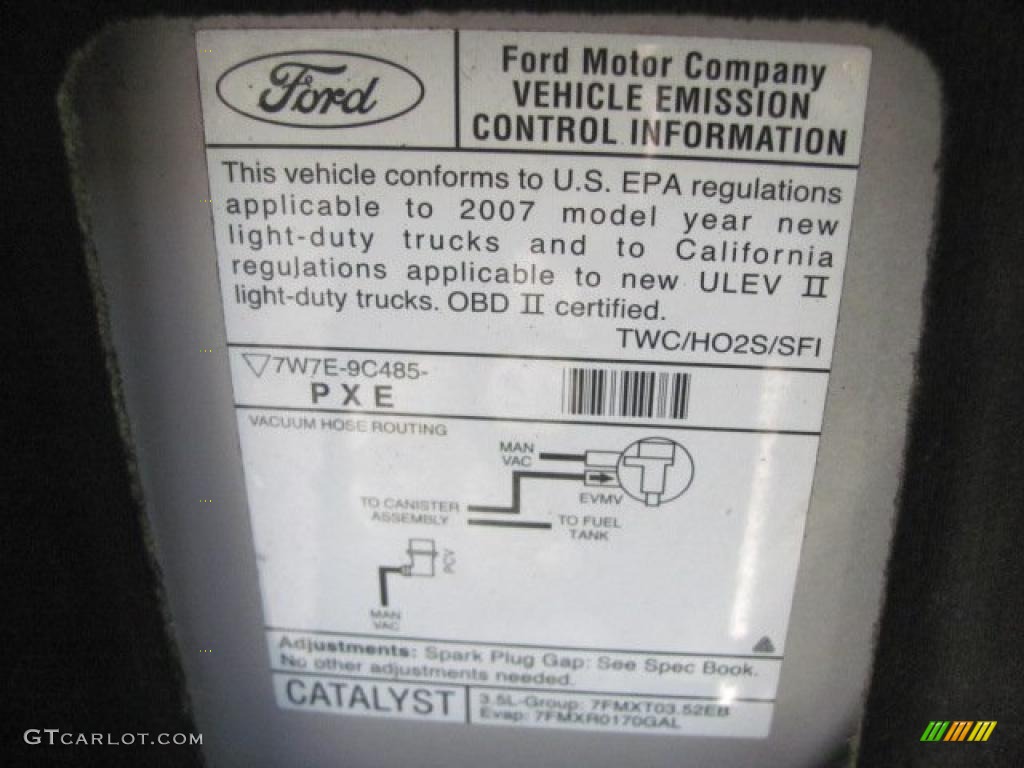 Ford
Ford Motor Company
VEHICLE EMISSION
CONTROL INFORMATION
This vehicle conforms to U.S. EPA regulations
applicable to 2007 model year new
light-duty trucks and to California
regulations applicable to new ULEV II
light-duty trucks. OBD II certified.
TWC/HO2S/SFI
7W7E-9C485-
PXE
VACUUM HOSE ROUTING
MAN
VAC
EVMV
TO CANISTER
ASSEMBLY
TO FUEL
TANK
PCV
MAN
VAC
Adjustments: Spark Plug Gap: See Spec Book.
No other adjustments needed.
CATALYST
3.5L-Group: 7FMXT03.52EB
Evap: 7FMXR0170GAL
GTCARLOT.COM